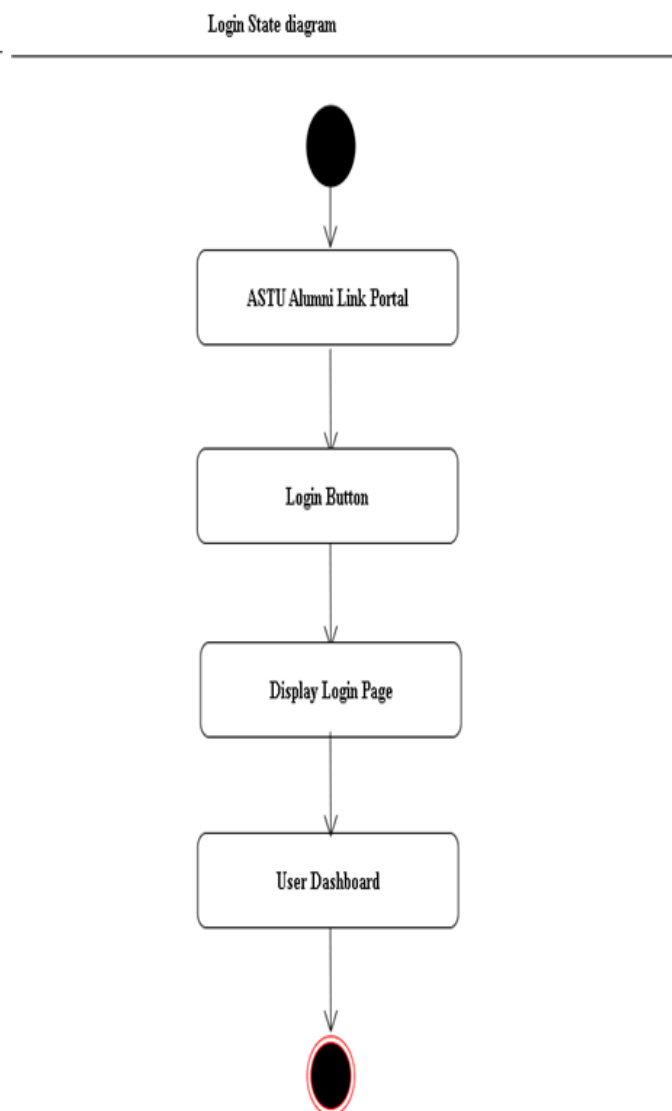 Login State diagram
ASTU Alumni Link Portal
Login Button
Display Login Page
User Dashboard